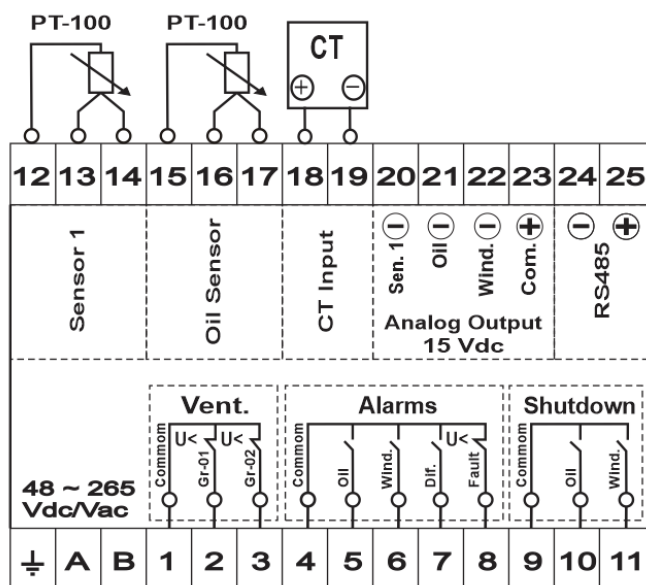 PT-100 PT-100
CT
+ −
12 13 14 15 16 17 18 19 20 21 22 23 24 25
Sensor 1
Oil Sensor
CT Input
− − − + − +
Sen. 1
Oil
Wind.
Com.
RS485
Analog Output
15 Vdc
Vent. Alarms Shutdown
Commom
U<
Gr-01
U<
Gr-02
Commom
Oil
Wind.
Dif.
U<
Fault
Commom
Oil
Wind.
48 ~ 265
Vdc/Vac
⏚ A B 1 2 3 4 5 6 7 8 9 10 11